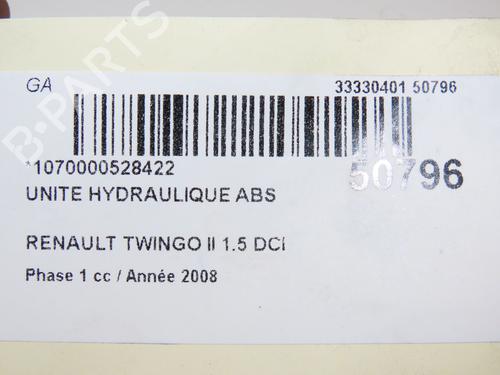 GA 33330401 50796
*1070000528422 50796
UNITE HYDRAULIQUE ABS
RENAULT TWINGO II 1.5 DCI
Phase 1 cc / Année 2008
B-PARTS